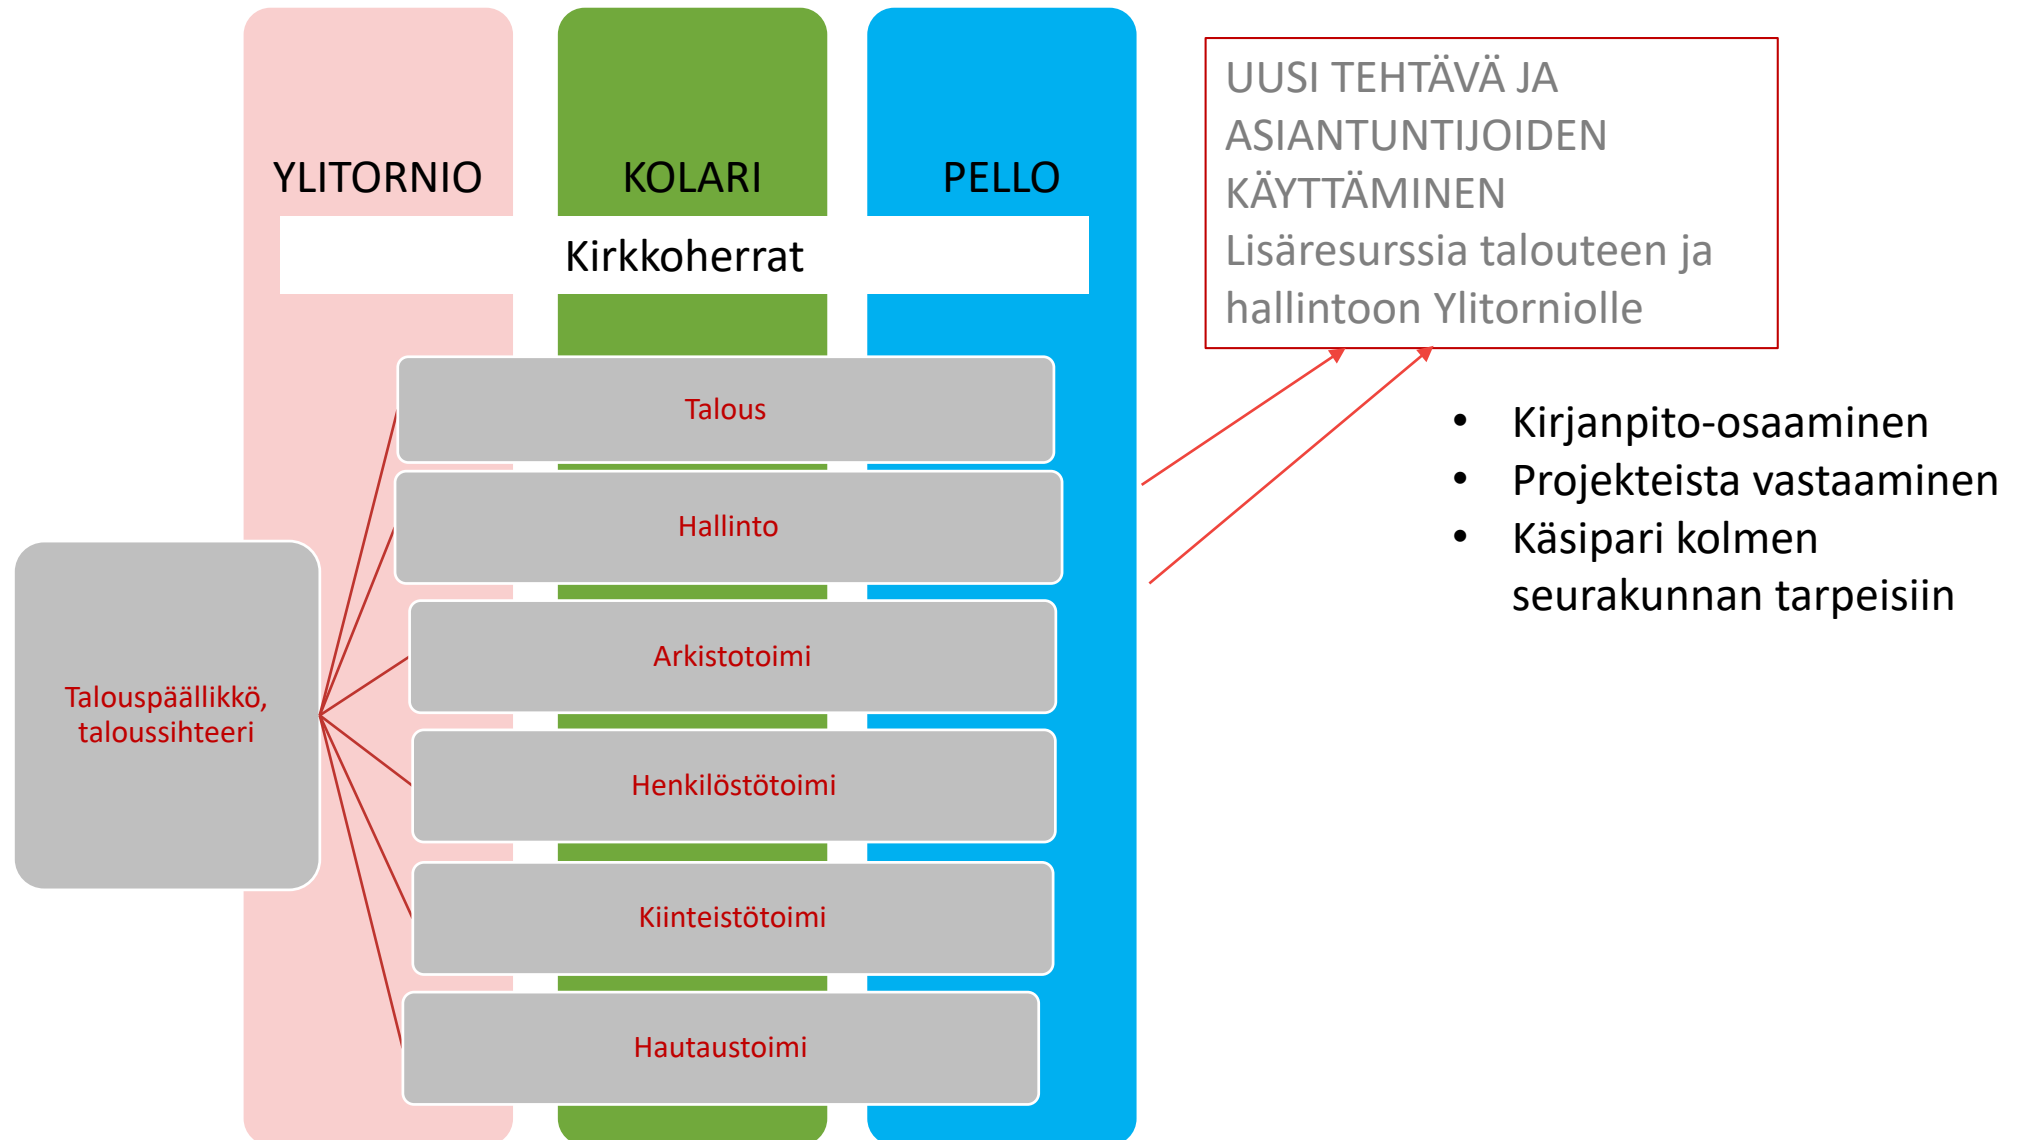 YLITORNIO
KOLARI
PELLO
Kirkkoherrat
Talouspäällikkö,
taloussihteeri
Talous
Hallinto
Arkistotoimi
Henkilöstötoimi
Kiinteistötoimi
Hautaustoimi
UUSI TEHTÄVÄ JA
ASIANTUNTIJOIDEN
KÄYTTÄMINEN
Lisäresurssia talouteen ja
hallintoon Ylitorniolle
• Kirjanpito-osaaminen
• Projekteista vastaaminen
• Käsipari kolmen
seurakunnan tarpeisiin